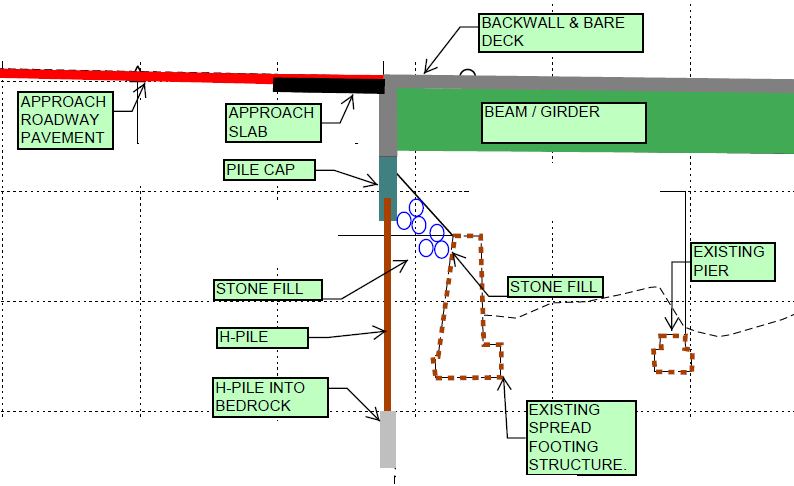 BACKWALL & BARE
DECK
APPROACH
ROADWAY
PAVEMENT
APPROACH
SLAB
BEAM / GIRDER
PILE CAP
EXISTING
PIER
STONE FILL
STONE FILL
H-PILE
H-PILE INTO
BEDROCK
EXISTING
SPREAD
FOOTING
STRUCTURE.